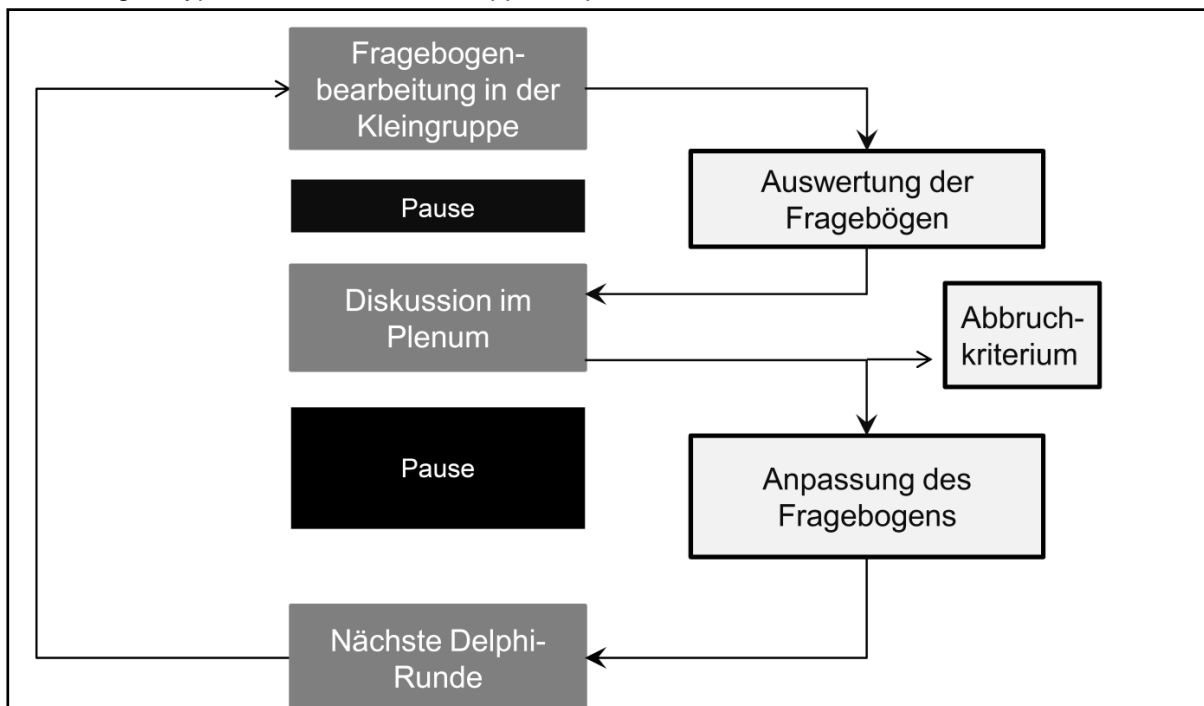 Fragebogen-
bearbeitung in der
Kleingruppe
Auswertung der
Fragebögen
Pause
Diskussion im
Plenum
Abbruch-
kriterium
Pause
Anpassung des
Fragebogens
Nächste Delphi-
Runde